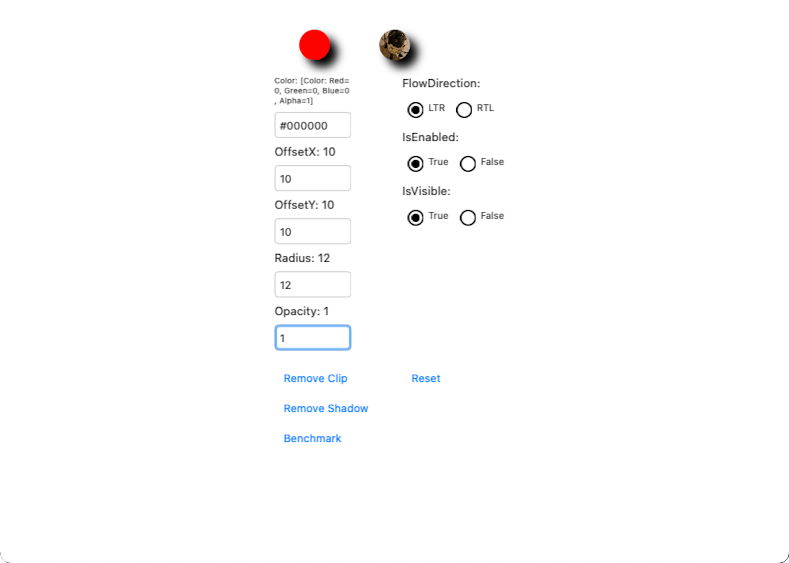 Color: [Color: Red=
0, Green=0, Blue=0
, Alpha=1]
#000000
OffsetX: 10
10
OffsetY: 10
10
Radius: 12
12
Opacity: 1
1
FlowDirection:
LTR RTL
IsEnabled:
True False
IsVisible:
True False
Remove Clip
Reset
Remove Shadow
Benchmark